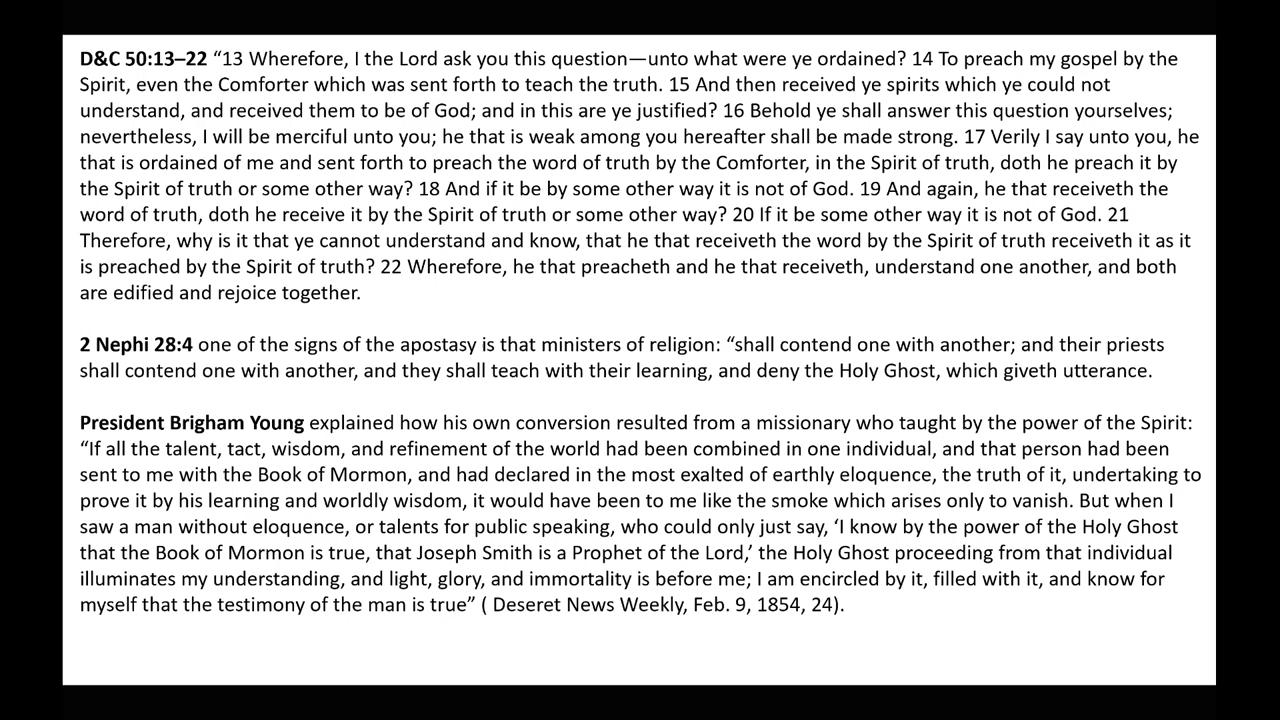 D&C 50:13–22 “13 Wherefore, I the Lord ask you this question—unto what were ye ordained? 14 To preach my gospel by the
Spirit, even the Comforter which was sent forth to teach the truth. 15 And then received ye spirits which ye could not
understand, and received them to be of God; and in this are ye justified? 16 Behold ye shall answer this question yourselves;
nevertheless, I will be merciful unto you; he that is weak among you hereafter shall be made strong. 17 Verily I say unto you, he
that is ordained of me and sent forth to preach the word of truth by the Comforter, in the Spirit of truth, doth he preach it by
the Spirit of truth or some other way? 18 And if it be by some other way it is not of God. 19 And again, he that receiveth the
word of truth, doth he receive it by the Spirit of truth or some other way? 20 If it be some other way it is not of God. 21
Therefore, why is it that ye cannot understand and know, that he that receiveth the word by the Spirit of truth receiveth it as it
is preached by the Spirit of truth? 22 Wherefore, he that preacheth and he that receiveth, understand one another, and both
are edified and rejoice together.
2 Nephi 28:4 one of the signs of the apostasy is that ministers of religion: “shall contend one with another; and their priests
shall contend one with another, and they shall teach with their learning, and deny the Holy Ghost, which giveth utterance.
President Brigham Young explained how his own conversion resulted from a missionary who taught by the power of the Spirit:
“If all the talent, tact, wisdom, and refinement of the world had been combined in one individual, and that person had been
sent to me with the Book of Mormon, and had declared in the most exalted of earthly eloquence, the truth of it, undertaking to
prove it by his learning and worldly wisdom, it would have been to me like the smoke which arises only to vanish. But when I
saw a man without eloquence, or talents for public speaking, who could only just say, ‘I know by the power of the Holy Ghost
that the Book of Mormon is true, that Joseph Smith is a Prophet of the Lord,’ the Holy Ghost proceeding from that individual
illuminates my understanding, and light, glory, and immortality is before me; I am encircled by it, filled with it, and know for
myself that the testimony of the man is true” ( Deseret News Weekly, Feb. 9, 1854, 24).